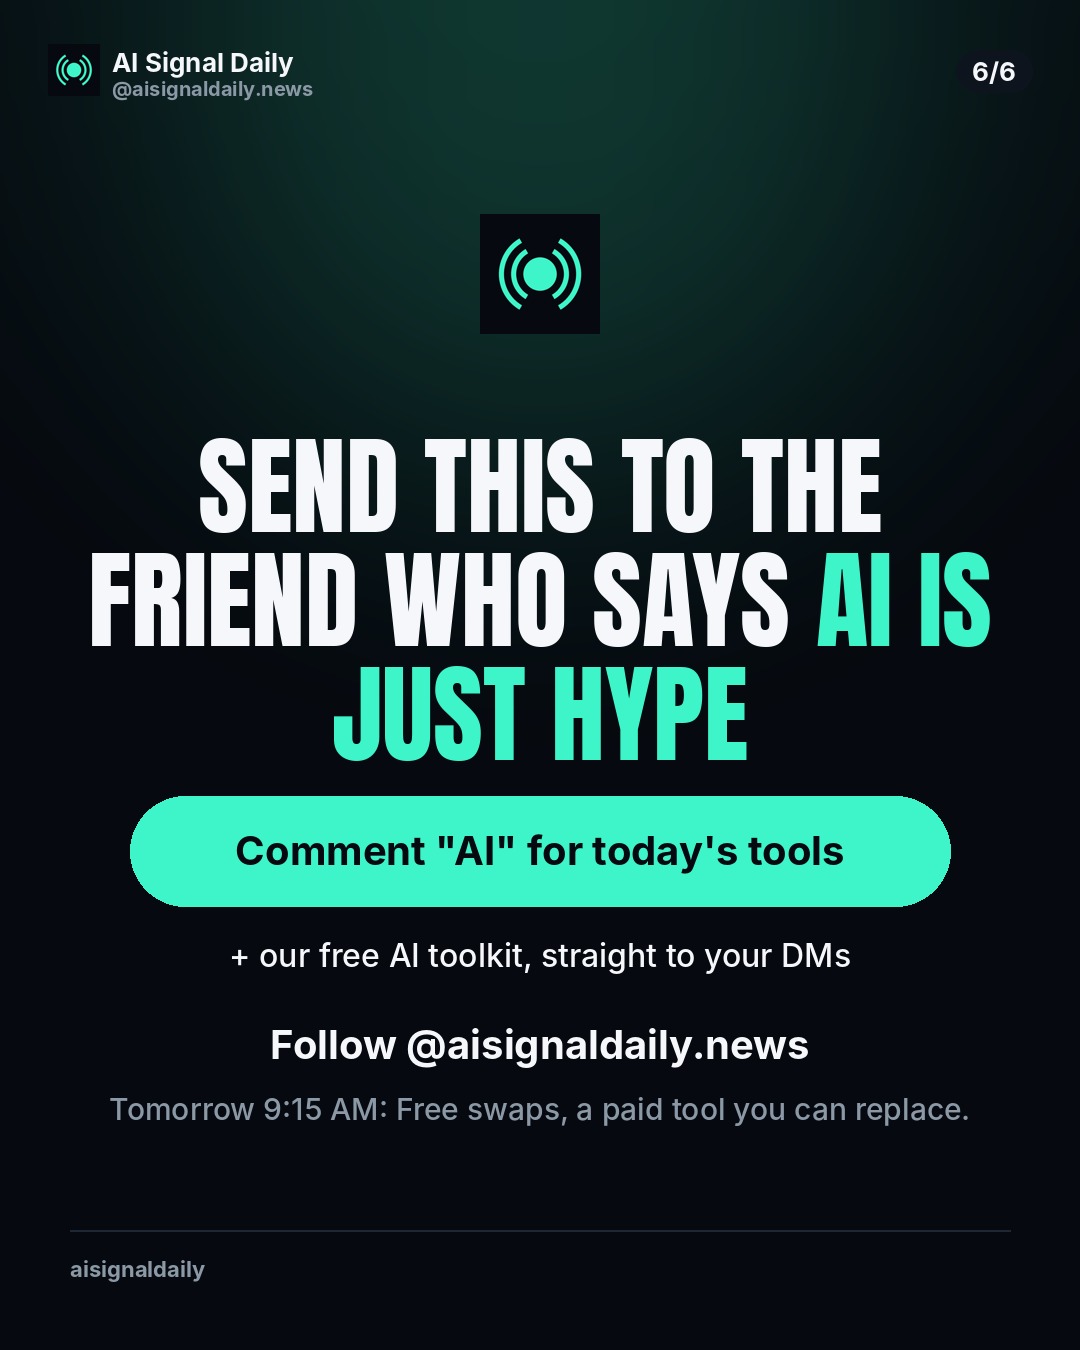 AI Signal Daily
@aisignaldaily.news
6/6
SEND THIS TO THE
FRIEND WHO SAYS AI IS
JUST HYPE
Comment "AI" for today's tools
+ our free AI toolkit, straight to your DMs
Follow @aisignaldaily.news
Tomorrow 9:15 AM: Free swaps, a paid tool you can replace.
aisignaldaily